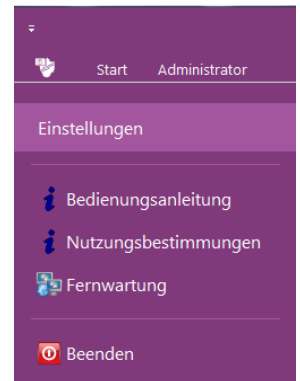 Start Administrator
Einstellungen
Bedienungsanleitung
Nutzungsbestimmungen
Fernwartung
Beenden